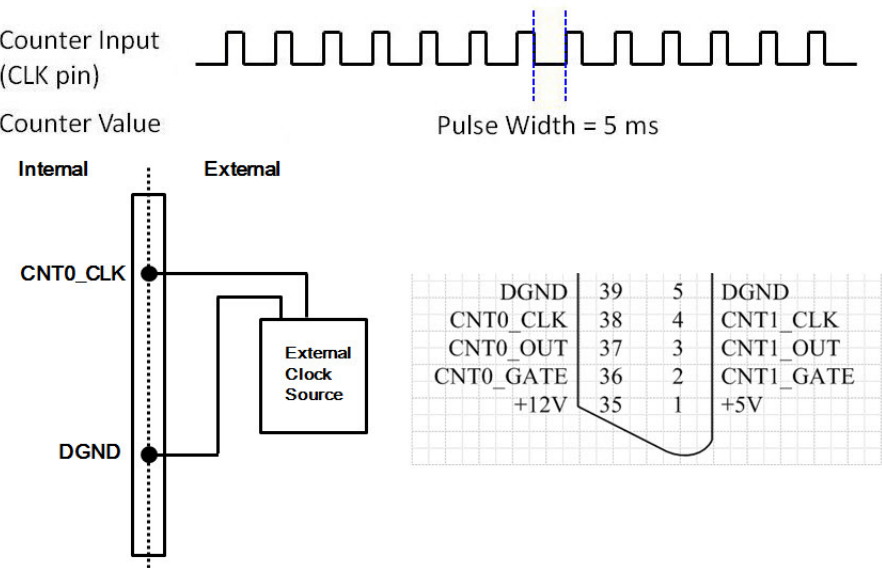 Counter Input
(CLK pin)
Counter Value
Pulse Width = 5 ms
Internal
External
CNT0_CLK
External
Clock
Source
DGND
DGND 39 5 DGND
CNT0_CLK 38 4 CNT1_CLK
CNT0_OUT 37 3 CNT1_OUT
CNT0_GATE 36 2 CNT1_GATE
+12V 35 1 +5V